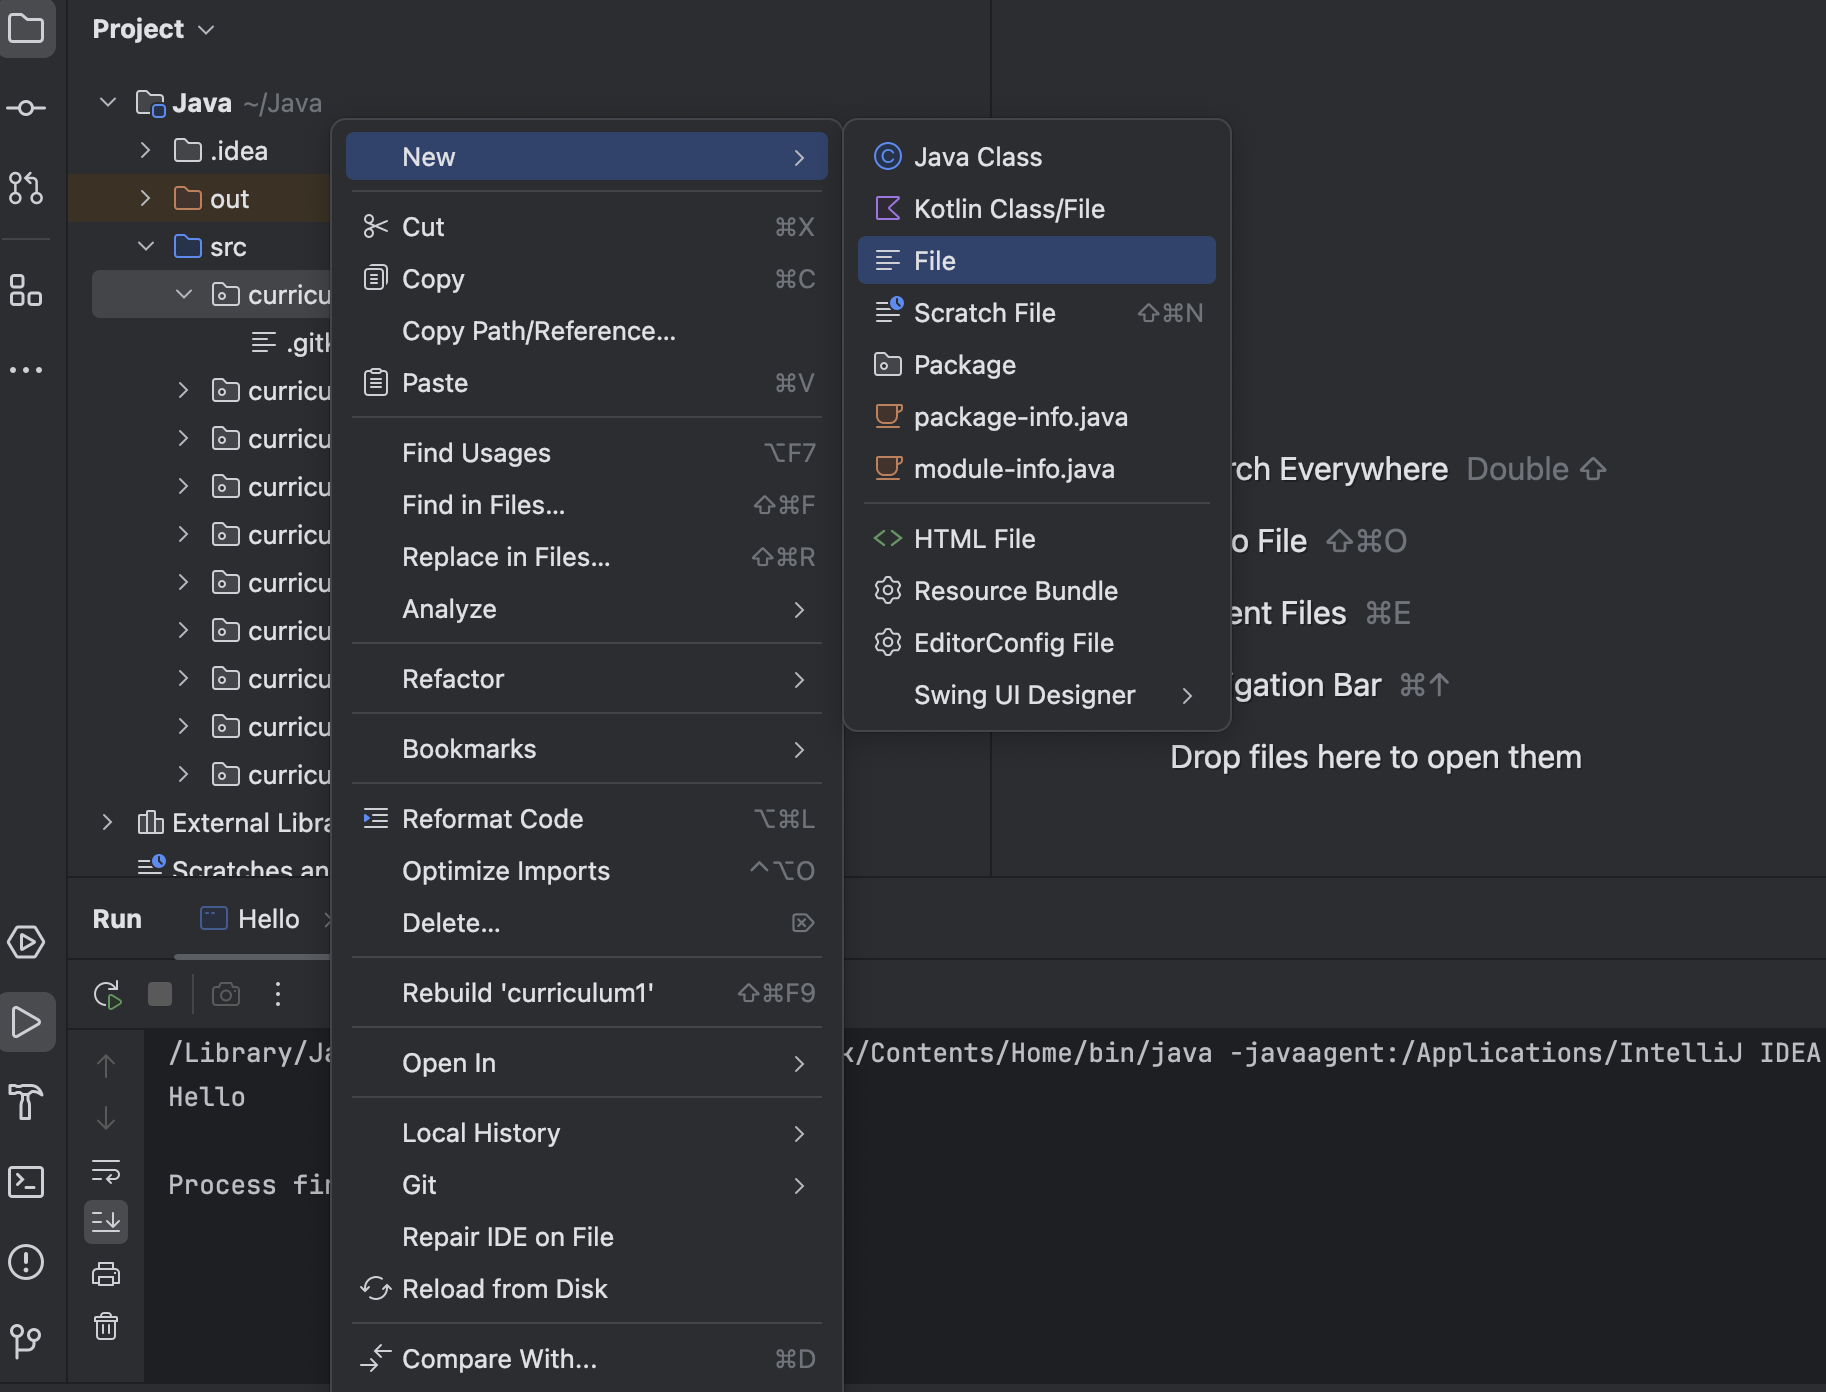 Project
Java ~/Java
.idea
out
src
curricu
.gitk
curricu
curricu
curricu
curricu
curricu
curricu
curricu
curricu
curricu
External Libra
Scratches an
New
Cut ⌘X
Copy ⌘C
Copy Path/Reference...
Paste ⌘V
Find Usages ⌥F7
Find in Files... ⇧⌘F
Replace in Files... ⇧⌘R
Analyze
Refactor
Bookmarks
Reformat Code ⌥⌘L
Optimize Imports ^⌥O
Delete... ⌦
Rebuild 'curriculum1' ⇧⌘F9
Open In
Local History
Git
Repair IDE on File
Reload from Disk
Compare With... ⌘D
Java Class
Kotlin Class/File
File
Scratch File ⇧⌘N
Package
package-info.java
module-info.java
HTML File
Resource Bundle
EditorConfig File
Swing UI Designer
rch Everywhere Double ⇧
o File ⇧⌘O
ent Files ⌘E
igation Bar ⌘↑
Drop files here to open them
Run Hello
/Library/Ja k/Contents/Home/bin/java -javaagent:/Applications/IntelliJ IDEA
Hello
Process fin